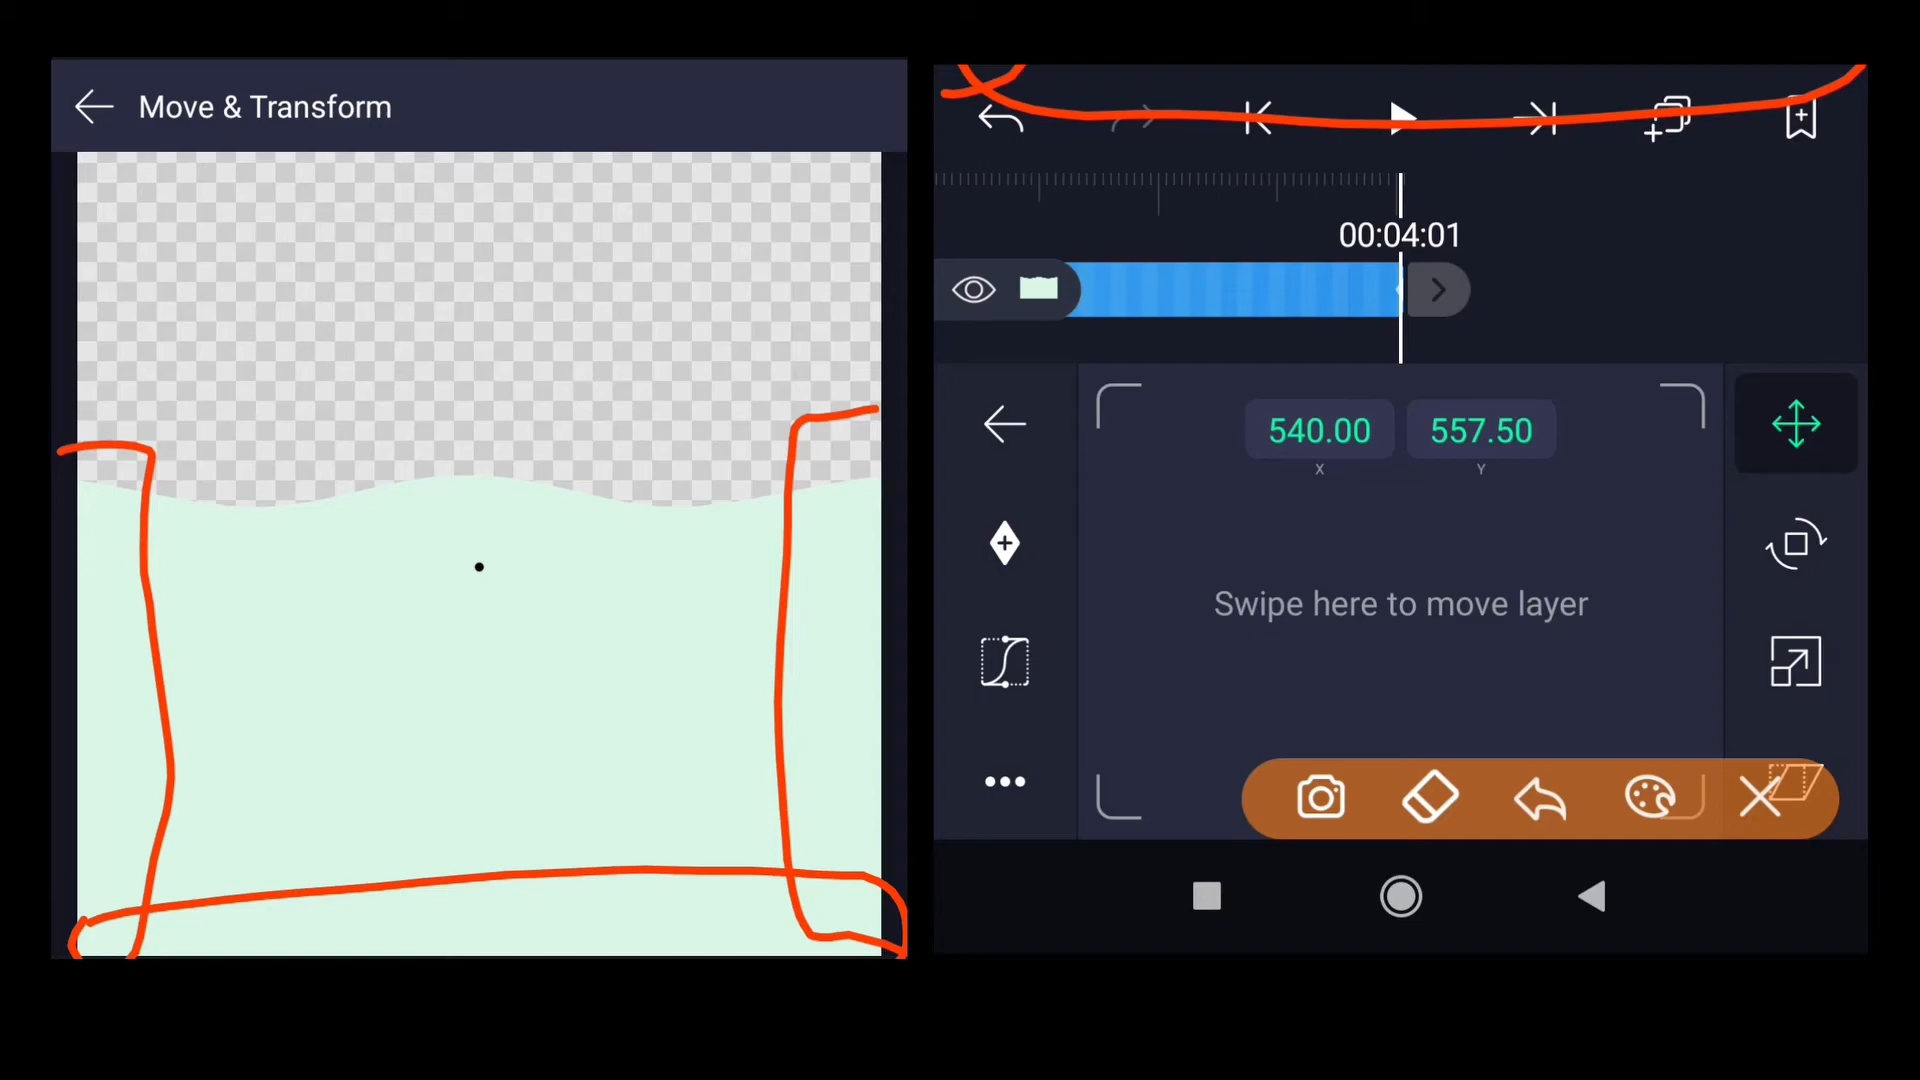 Move & Transform
00:04:01
540.00 557.50
X Y
Swipe here to move layer